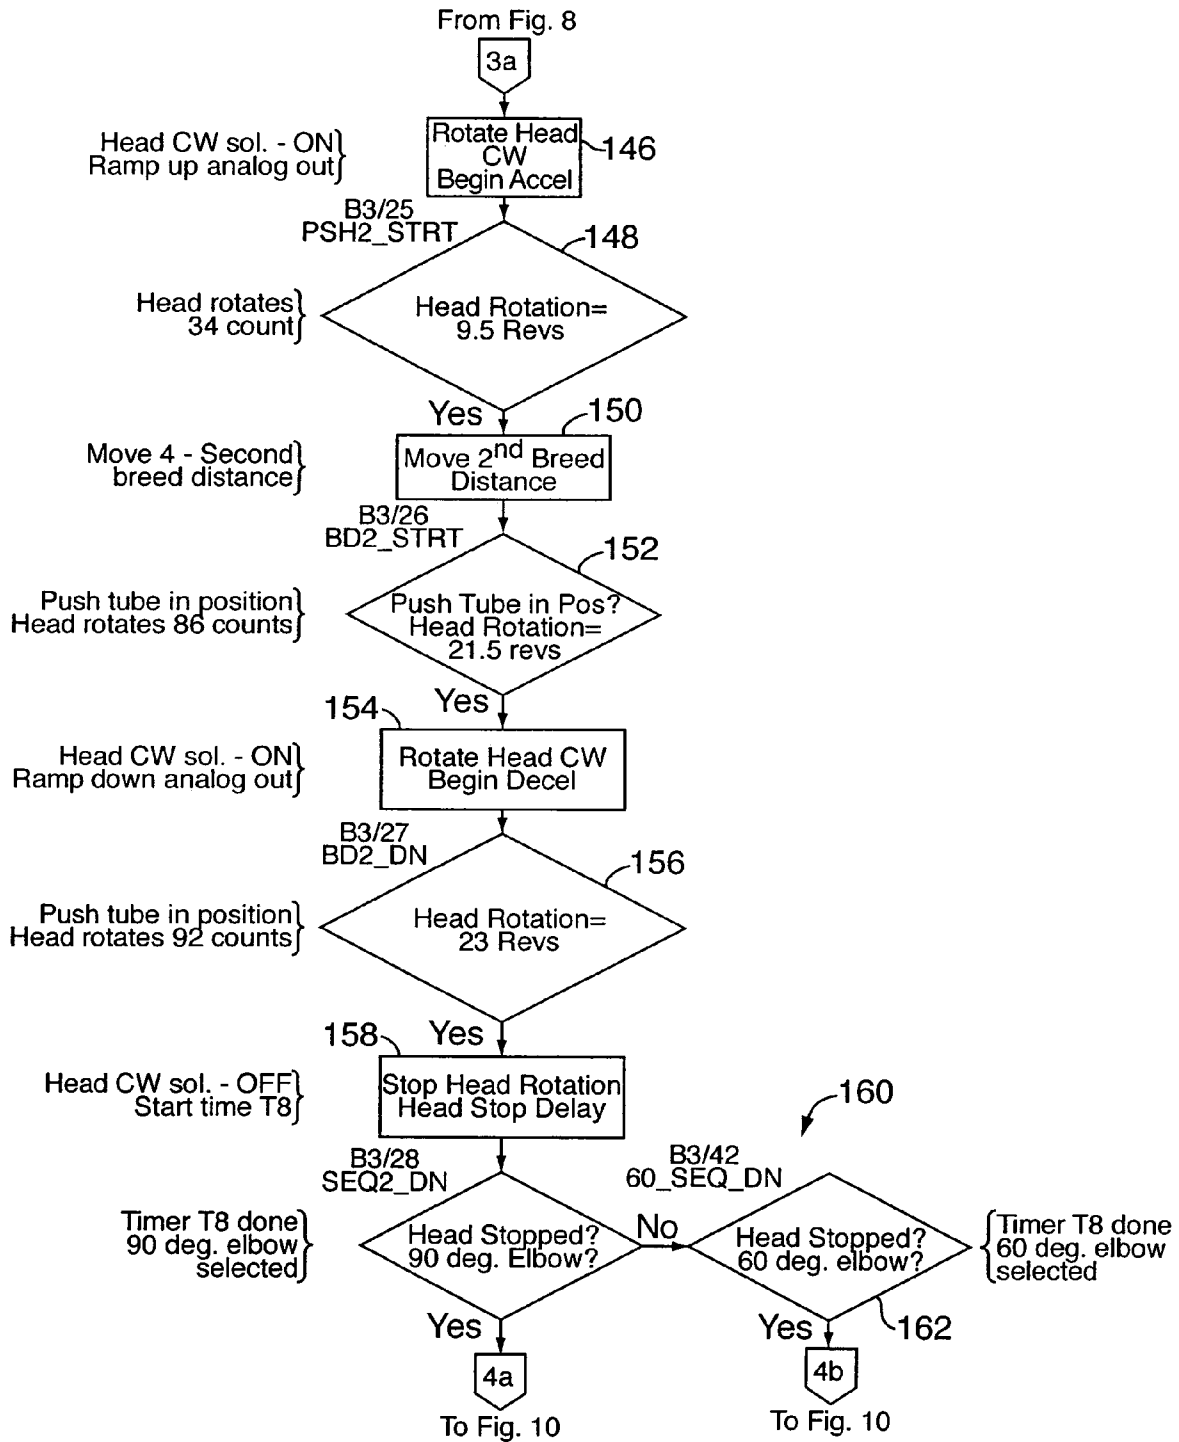 From Fig. 8
3a
Head CW sol. - ON
Ramp up analog out
Rotate Head
CW
Begin Accel
146
B3/25
PSH2_STRT
148
Head rotates
34 count
Head Rotation=
9.5 Revs
Yes
150
Move 4 - Second
breed distance
Move 2nd Breed
Distance
B3/26
BD2_STRT
152
Push tube in position
Head rotates 86 counts
Push Tube in Pos?
Head Rotation=
21.5 revs
Yes
154
Head CW sol. - ON
Ramp down analog out
Rotate Head CW
Begin Decel
B3/27
BD2_DN
156
Push tube in position
Head rotates 92 counts
Head Rotation=
23 Revs
Yes
158
Head CW sol. - OFF
Start time T8
Stop Head Rotation
Head Stop Delay
160
B3/28
SEQ2_DN
B3/42
60_SEQ_DN
Timer T8 done
90 deg. elbow
selected
Head Stopped?
90 deg. Elbow?
No
Head Stopped?
60 deg. elbow?
Timer T8 done
60 deg. elbow
selected
Yes
Yes
162
4a
4b
To Fig. 10
To Fig. 10